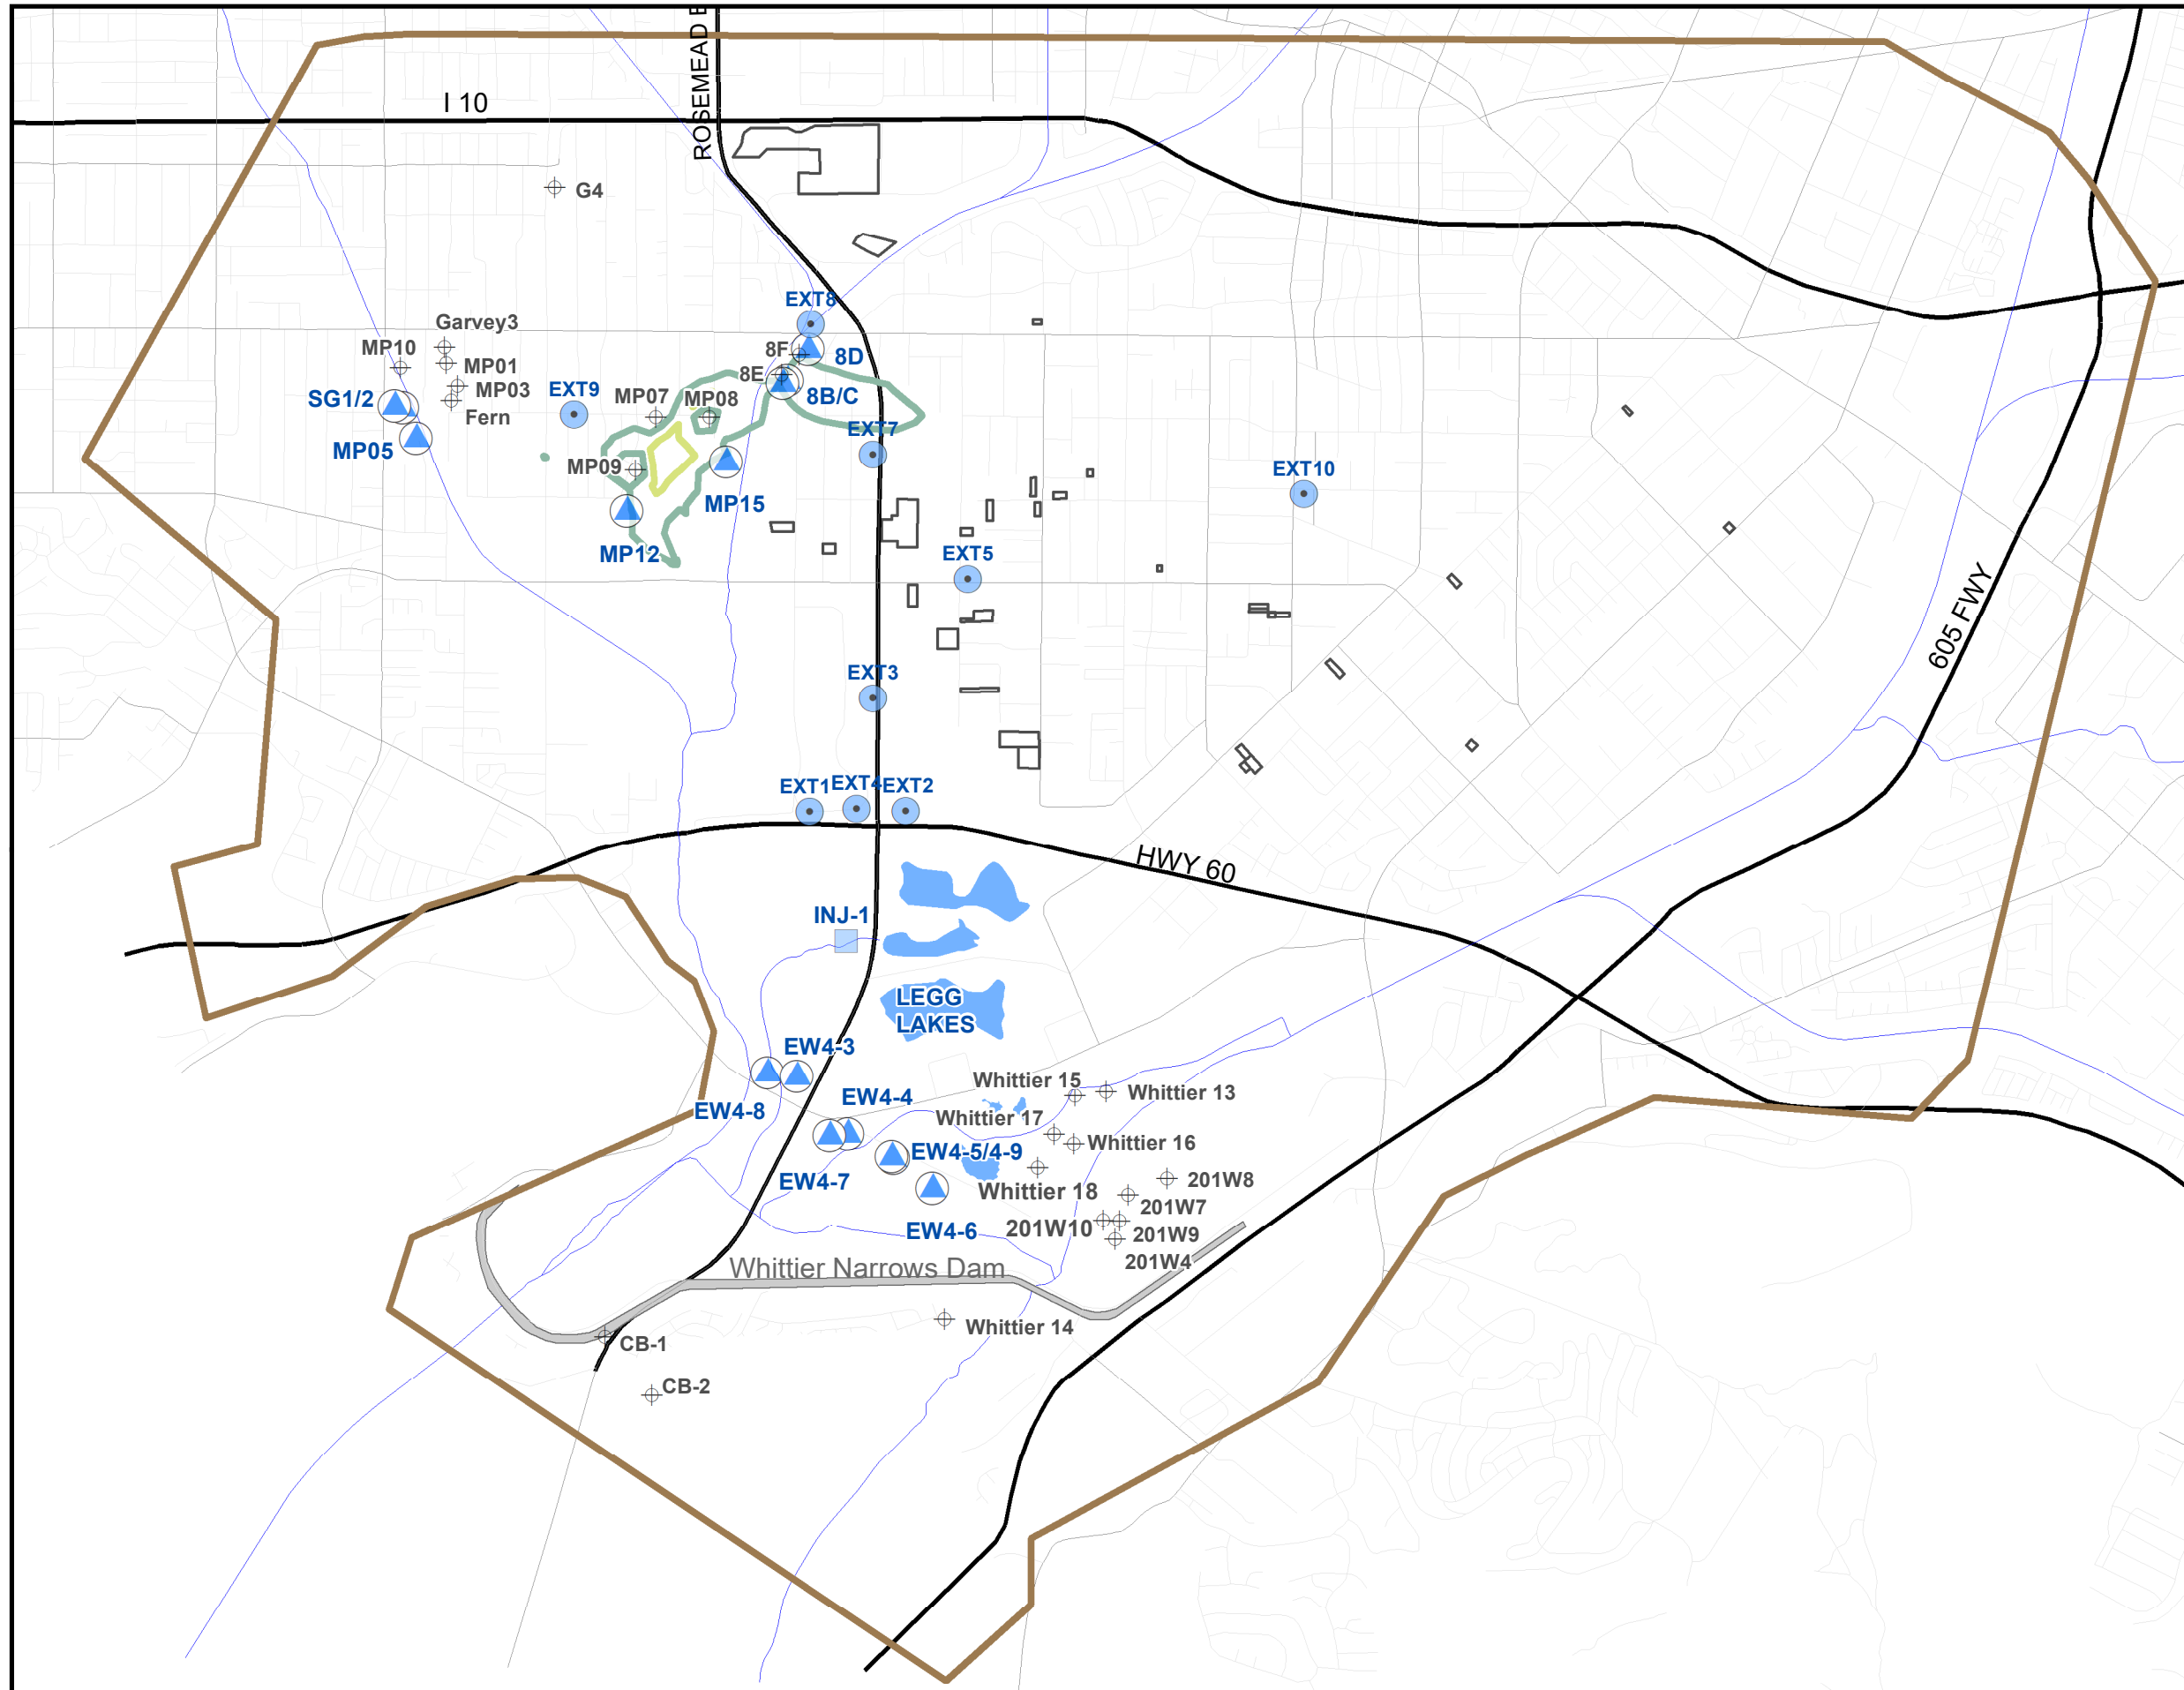 ROSEMEAD B
I 10
G4
EXT8
Garvey3
MP10
8F
8D
MP01
8E
MP03
EXT9
MP07
MP08
8B/C
SG1/2
Fern
EXT7
MP05
MP09
EXT10
MP15
MP12
EXT5
605 FWY
EXT3
EXT1
EXT4
EXT2
HWY 60
INJ-1
LEGG
LAKES
EW4-3
Whittier 15
Whittier 13
EW4-4
EW4-8
Whittier 17
Whittier 16
EW4-5/4-9
EW4-7
201W8
Whittier 18
201W7
201W10
EW4-6
201W9
201W4
Whittier Narrows Dam
Whittier 14
CB-1
CB-2